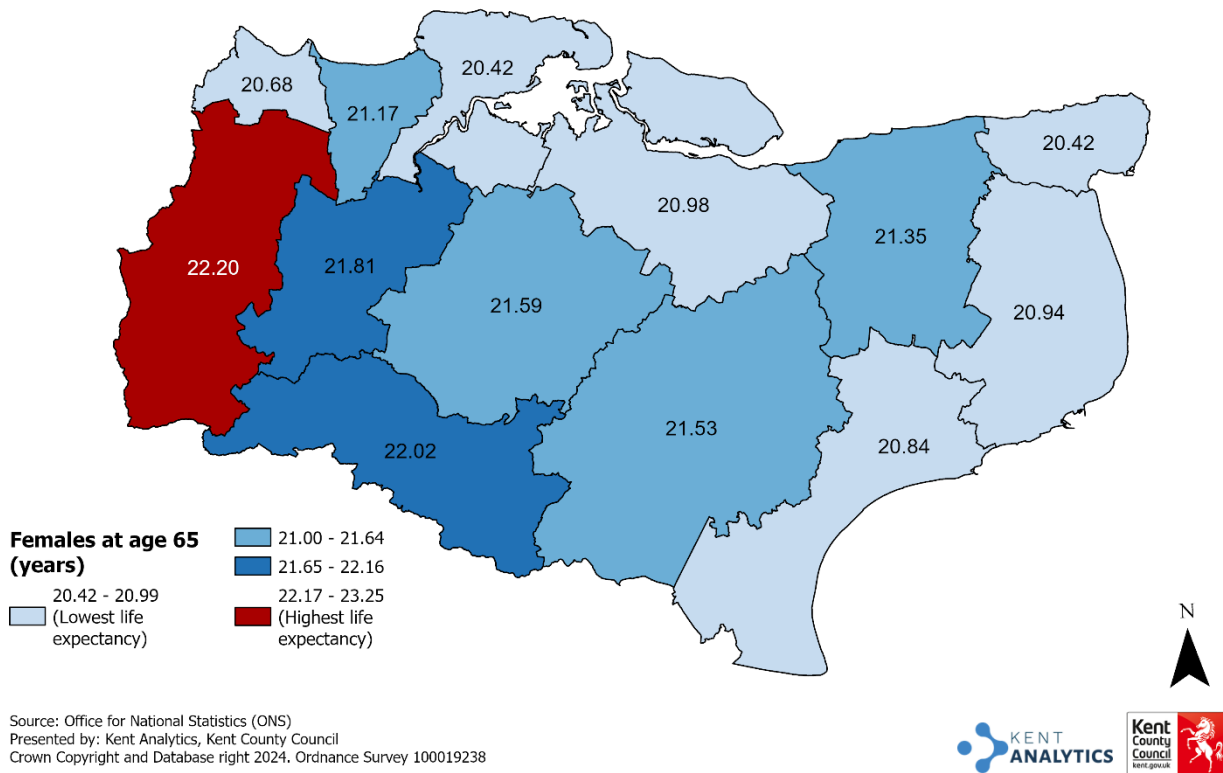 20.68
21.17
20.42
20.42
20.98
21.35
22.20
21.81
21.59
20.94
21.53
20.84
22.02
Females at age 65
(years)
20.42 - 20.99
(Lowest life
expectancy)
21.00 - 21.64
21.65 - 22.16
22.17 - 23.25
(Highest life
expectancy)
N
Source: Office for National Statistics (ONS)
Presented by: Kent Analytics, Kent County Council
Crown Copyright and Database right 2024. Ordnance Survey 100019238
KENT
ANALYTICS
Kent
County
Council
kent.gov.uk